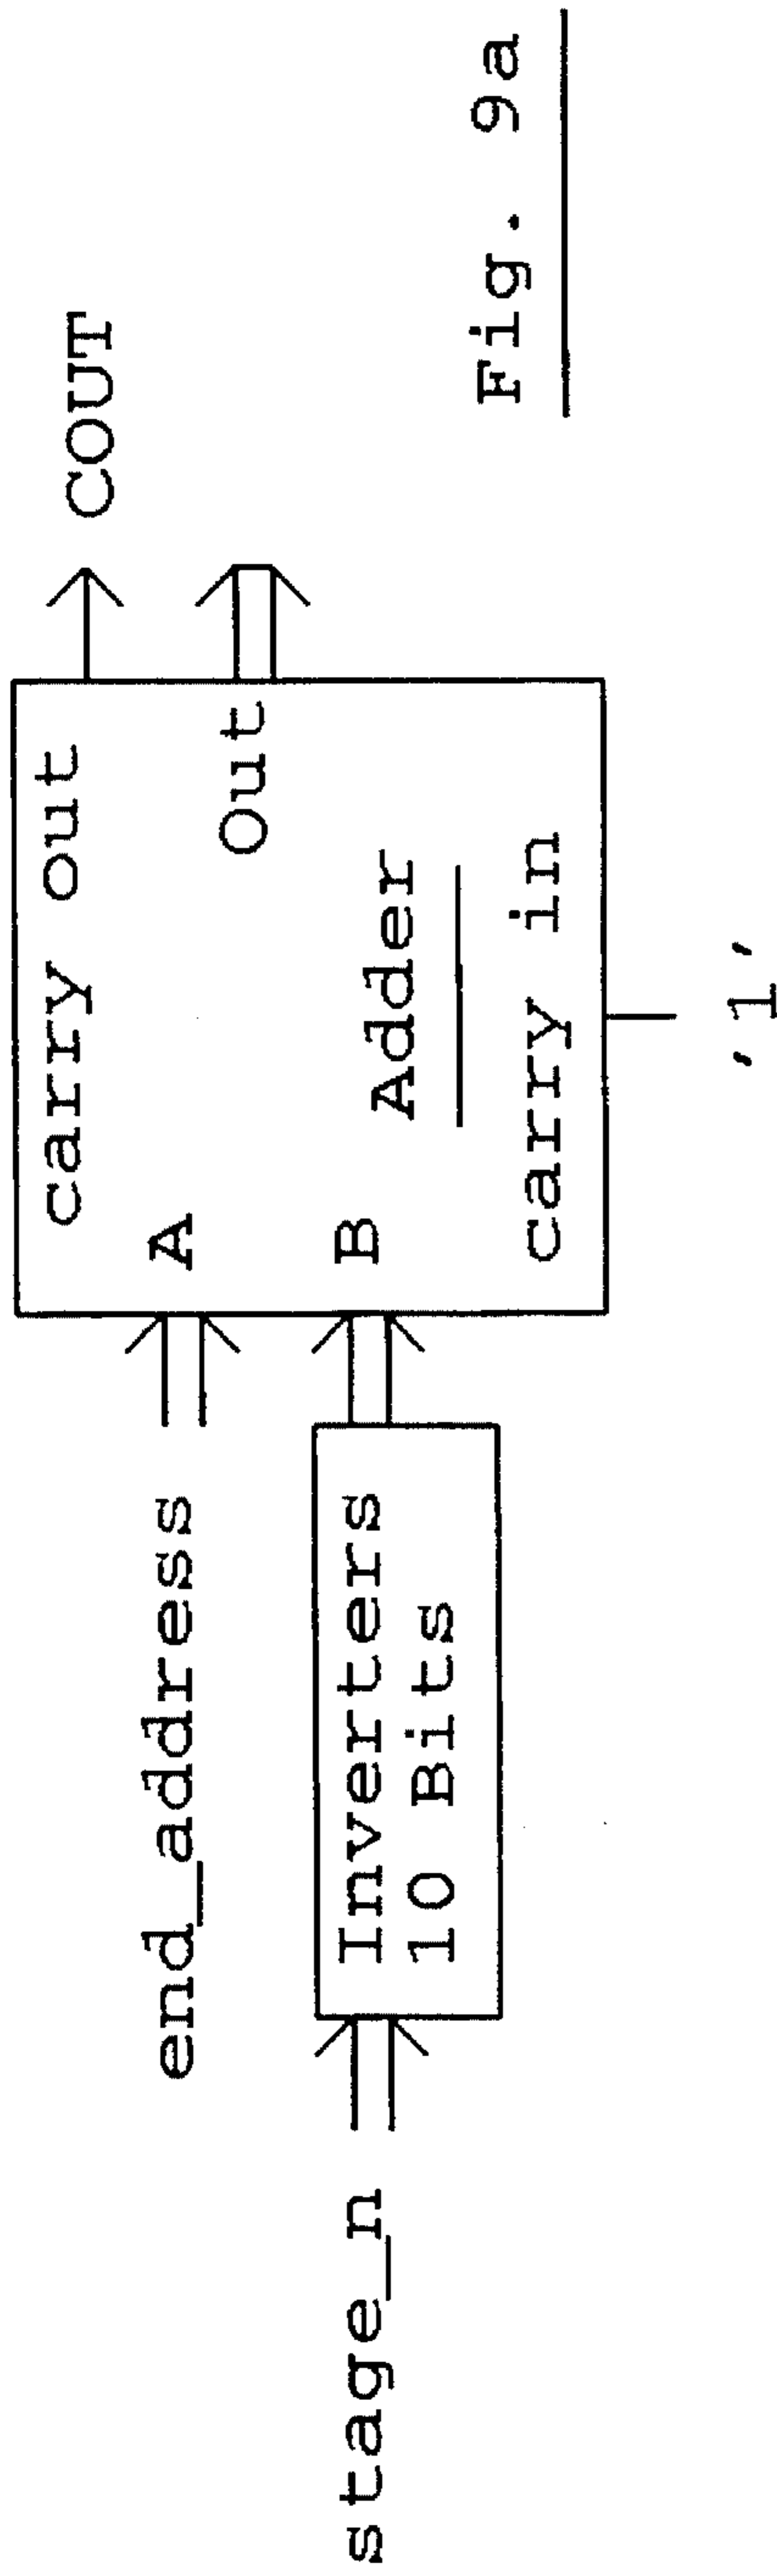 carry out
COUT
end_address
A
Out
stage_n
Inverters
10 Bits
B
Adder
carry in
'1'
Fig. 9a